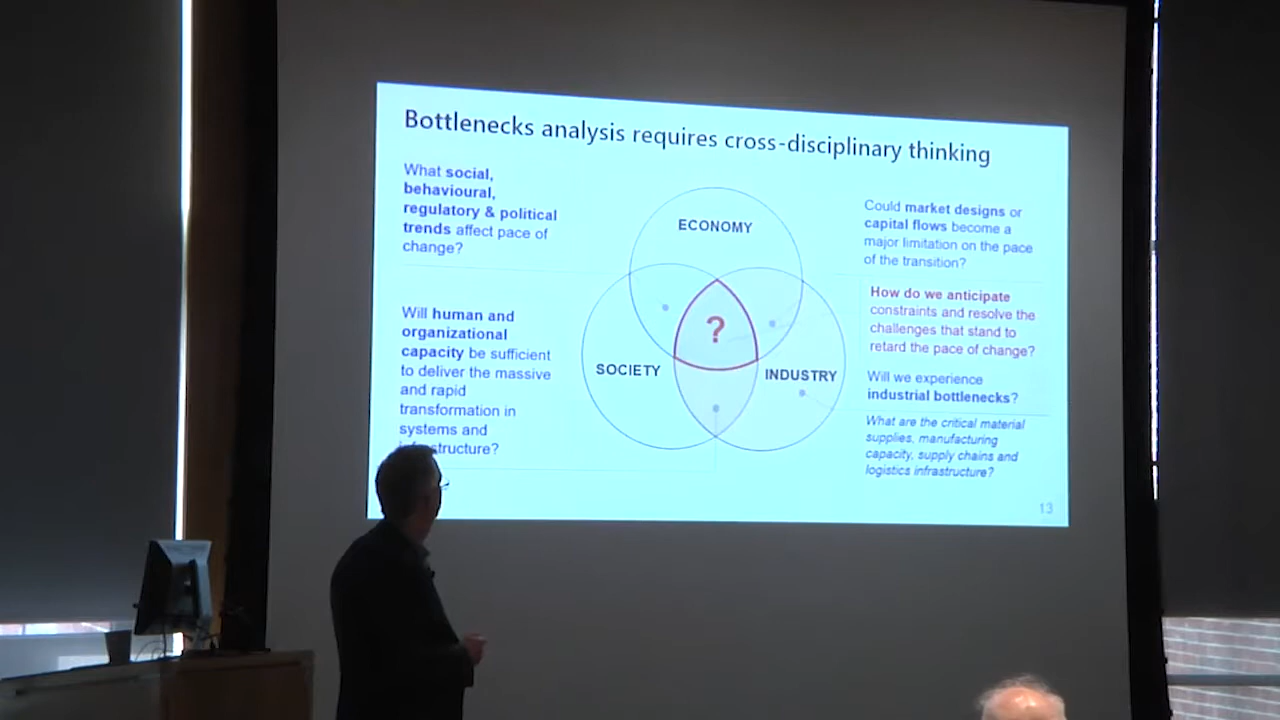 Bottlenecks analysis requires cross-disciplinary thinking
What social,
behavioural,
regulatory & political
trends affect pace of
change?
Will human and
organizational
capacity be sufficient
to deliver the massive
and rapid
transformation in
systems and
infrastructure?
ECONOMY
?
SOCIETY
INDUSTRY
Could market designs or
capital flows become a
major limitation on the pace
of the transition?
How do we anticipate
constraints and resolve the
challenges that stand to
retard the pace of change?
Will we experience
industrial bottlenecks?
What are the critical material
supplies, manufacturing
capacity, supply chains and
logistics infrastructure?
13